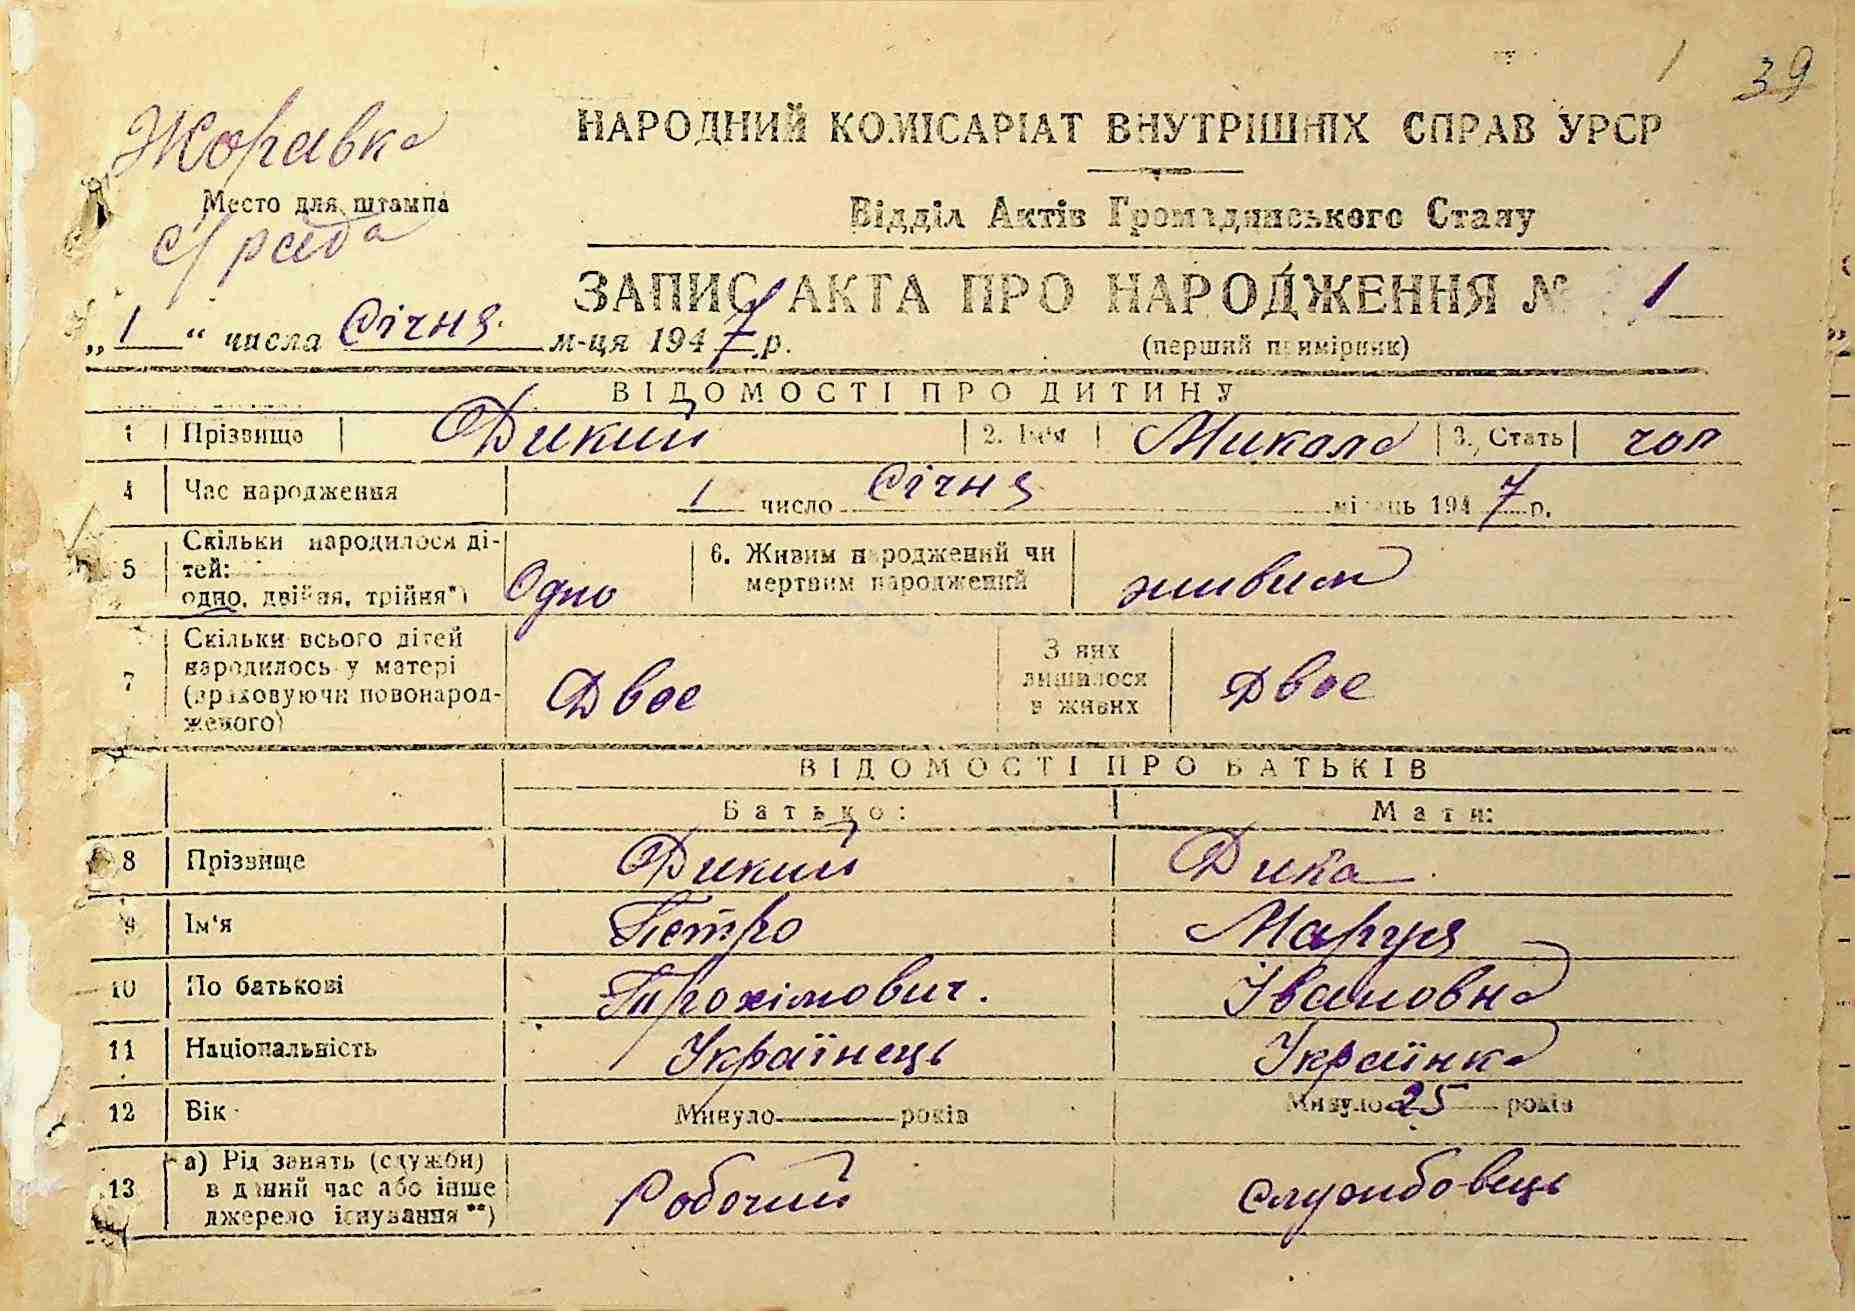 1 39
Жоравка
Место для штампа
с/рада
НАРОДНИЙ КОМІСАРІАТ ВНУТРІШНІХ СПРАВ УРСР
Відділ Актів Громадянського Стану
ЗАПИС АКТА ПРО НАРОДЖЕННЯ № 1
„1“ числа Січня м-ця 1947 р.
(перший примірник)
ВІДОМОСТІ ПРО ДИТИНУ
1 Прізвище Дикий 2. Ім'я Микола 3. Стать чол
4 Час народження 1 число Січня місяць 1947 р.
5 Скільки народилося ді-
тей:
одно, двійня, трійня*) Одно 6. Живим народжений чи
мертвим народжений живим
7 Скільки всього дітей
народилось у матері
(враховуючи новонарод-
женого) Двое З них
лишилося
в живих Двое
ВІДОМОСТІ ПРО БАТЬКІВ
Батько: Мати:
8 Прізвище Дикий Дика
9 Ім'я Петро Маруся
10 По батькові Трохімович. Івановна
11 Національність Українець Українка
12 Вік Минуло років Минуло 25 років
13 а) Рід занять (служби)
в даний час або інше
джерело існування**) Робочий службовець